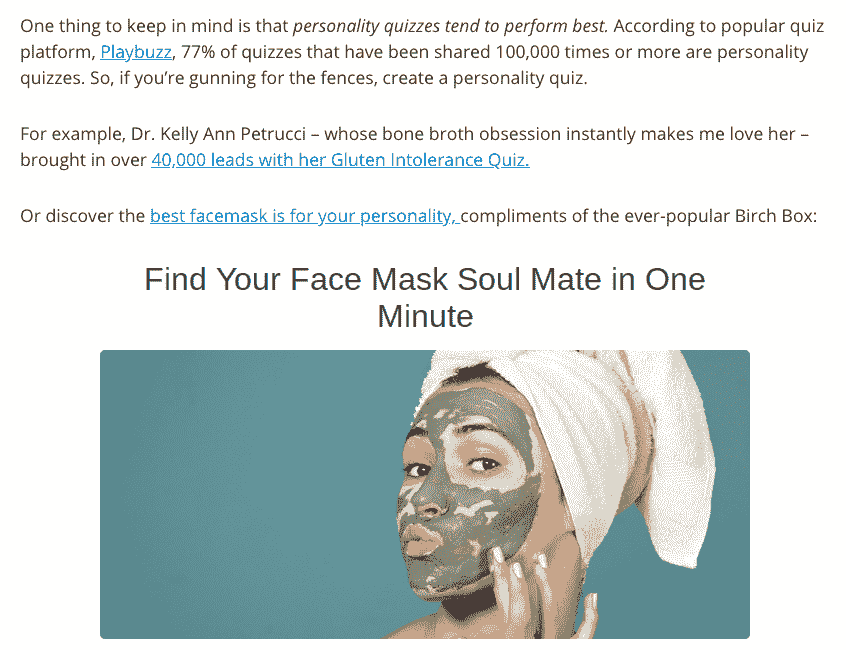 One thing to keep in mind is that personality quizzes tend to perform best. According to popular quiz
platform, Playbuzz, 77% of quizzes that have been shared 100,000 times or more are personality
quizzes. So, if you’re gunning for the fences, create a personality quiz.
For example, Dr. Kelly Ann Petrucci – whose bone broth obsession instantly makes me love her –
brought in over 40,000 leads with her Gluten Intolerance Quiz.
Or discover the best facemask is for your personality, compliments of the ever-popular Birch Box:
Find Your Face Mask Soul Mate in One
Minute